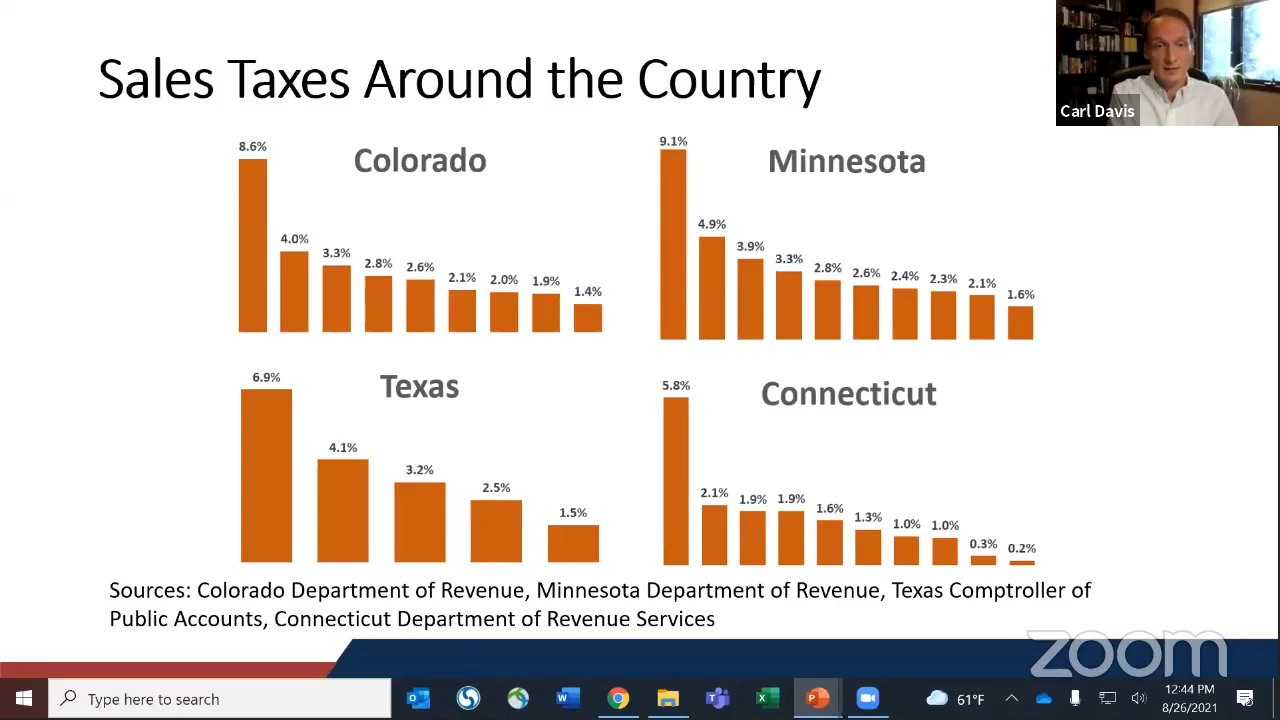 Sales Taxes Around the Country
Carl Davis
Colorado
8.6%
4.0%
3.3%
2.8%
2.6%
2.1%
2.0%
1.9%
1.4%
Minnesota
9.1%
4.9%
3.9%
3.3%
2.8%
2.6%
2.4%
2.3%
2.1%
1.6%
Texas
6.9%
4.1%
3.2%
2.5%
1.5%
Connecticut
5.8%
2.1%
1.9%
1.9%
1.6%
1.3%
1.0%
1.0%
0.3%
0.2%
Sources: Colorado Department of Revenue, Minnesota Department of Revenue, Texas Comptroller of
Public Accounts, Connecticut Department of Revenue Services
zoom
Type here to search
61°F
12:44 PM
8/26/2021